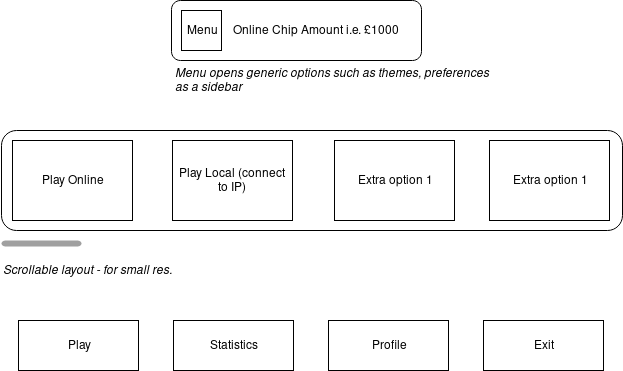 Menu
Online Chip Amount i.e. £1000
Menu opens generic options such as themes, preferences
as a sidebar
Play Online
Play Local (connect
to IP)
Extra option 1
Extra option 1
Scrollable layout - for small res.
Play
Statistics
Profile
Exit